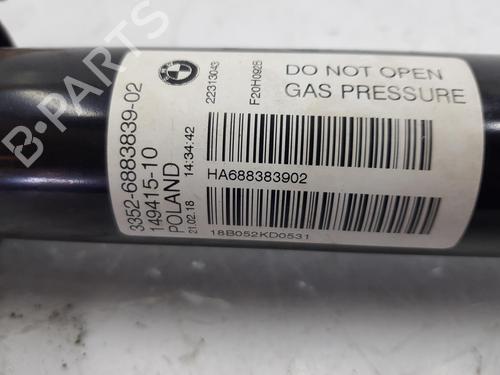 3352-6883839-02
149415-10
POLAND
21.02.18 14:34:42
22313043
F20H092B
DO NOT OPEN
GAS PRESSURE
HA688383902
18B052KD0531
B-PARTS